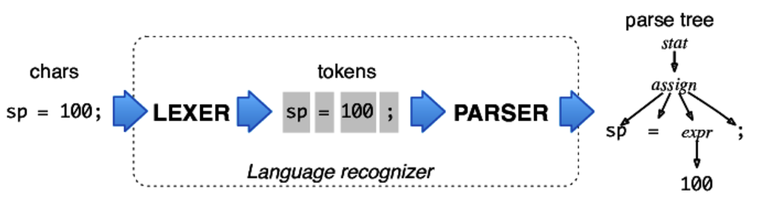 parse tree
stat
chars
tokens
assign
sp = 100;
LEXER
sp = 100 ;
PARSER
sp = expr ;
Language recognizer
100